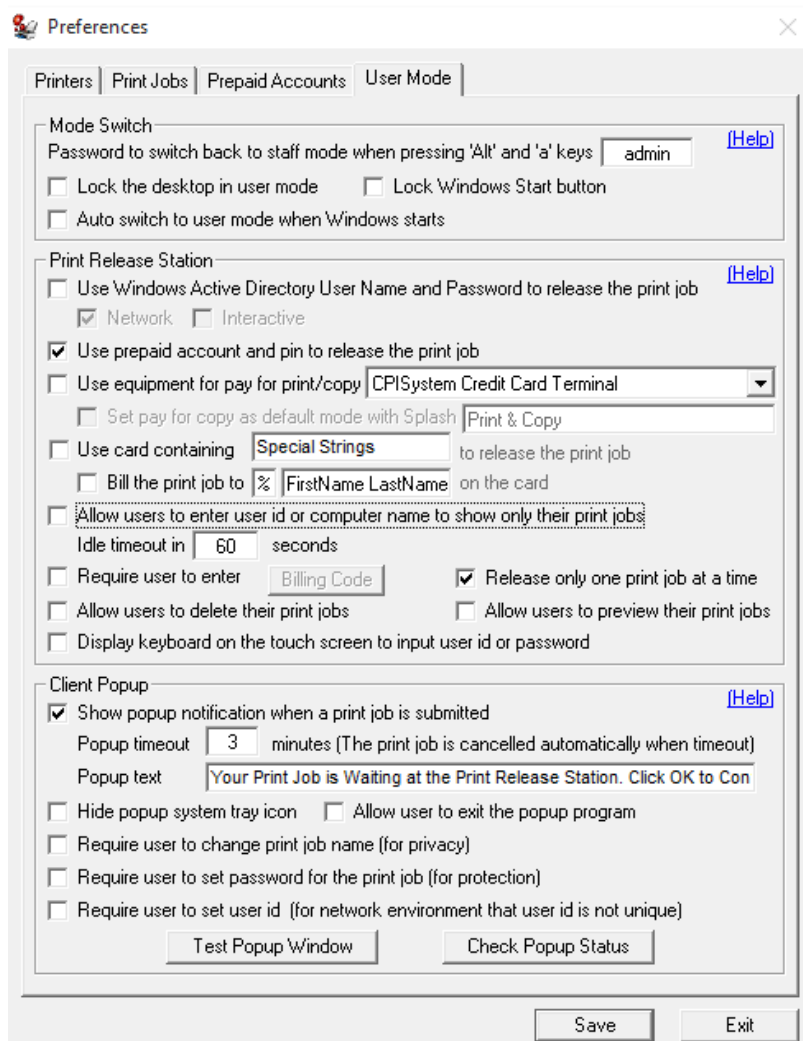 Preferences
Printers Print Jobs Prepaid Accounts User Mode
Mode Switch
(Help)
Password to switch back to staff mode when pressing 'Alt' and 'a' keys admin
Lock the desktop in user mode Lock Windows Start button
Auto switch to user mode when Windows starts
Print Release Station
(Help)
Use Windows Active Directory User Name and Password to release the print job
Network Interactive
Use prepaid account and pin to release the print job
Use equipment for pay for print/copy CPISystem Credit Card Terminal
Set pay for copy as default mode with Splash Print & Copy
Use card containing Special Strings to release the print job
Bill the print job to % FirstName LastName on the card
Allow users to enter user id or computer name to show only their print jobs
Idle timeout in 60 seconds
Require user to enter Billing Code Release only one print job at a time
Allow users to delete their print jobs Allow users to preview their print jobs
Display keyboard on the touch screen to input user id or password
Client Popup
(Help)
Show popup notification when a print job is submitted
Popup timeout 3 minutes (The print job is cancelled automatically when timeout)
Popup text Your Print Job is Waiting at the Print Release Station. Click OK to Con
Hide popup system tray icon Allow user to exit the popup program
Require user to change print job name (for privacy)
Require user to set password for the print job (for protection)
Require user to set user id (for network environment that user id is not unique)
Test Popup Window Check Popup Status
Save Exit